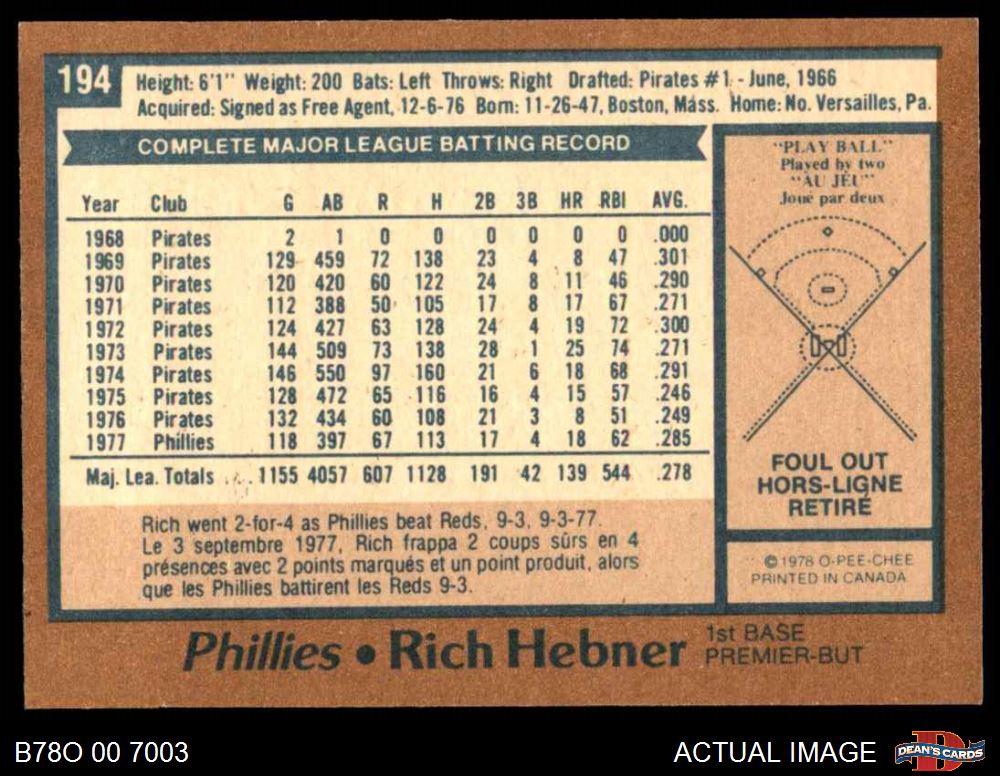 194
Height: 6'1" Weight: 200 Bats: Left Throws: Right Drafted: Pirates #1 - June, 1966
Acquired: Signed as Free Agent, 12-6-76 Born: 11-26-47, Boston, Mass. Home: No. Versailles, Pa.
COMPLETE MAJOR LEAGUE BATTING RECORD
Year Club G AB R H 2B 3B HR RBI AVG.
1968 Pirates 2 1 0 0 0 0 0 0 .000
1969 Pirates 129 459 72 138 23 4 8 47 .301
1970 Pirates 120 420 60 122 24 8 11 46 .290
1971 Pirates 112 388 50 105 17 8 17 67 .271
1972 Pirates 124 427 63 128 24 4 19 72 .300
1973 Pirates 144 509 73 138 28 1 25 74 .271
1974 Pirates 146 550 97 160 21 6 18 68 .291
1975 Pirates 128 472 65 116 16 4 15 57 .246
1976 Pirates 132 434 60 108 21 3 8 51 .249
1977 Phillies 118 397 67 113 17 4 18 62 .285
Maj. Lea. Totals . . . 1155 4057 607 1128 191 42 139 544 .278
Rich went 2-for-4 as Phillies beat Reds, 9-3, 9-3-77.
Le 3 septembre 1977, Rich frappa 2 coups sûrs en 4
présences avec 2 points marqués et un point produit, alors
que les Phillies battirent les Reds 9-3.
"PLAY BALL"
Played by two
"AU JEU"
Joué par deux
FOUL OUT
HORS-LIGNE
RETIRÉ
© 1978 O-PEE-CHEE
PRINTED IN CANADA
Phillies • Rich Hebner
1st BASE
PREMIER-BUT
B78O 00 7003
ACTUAL IMAGE
DEAN'S CARDS